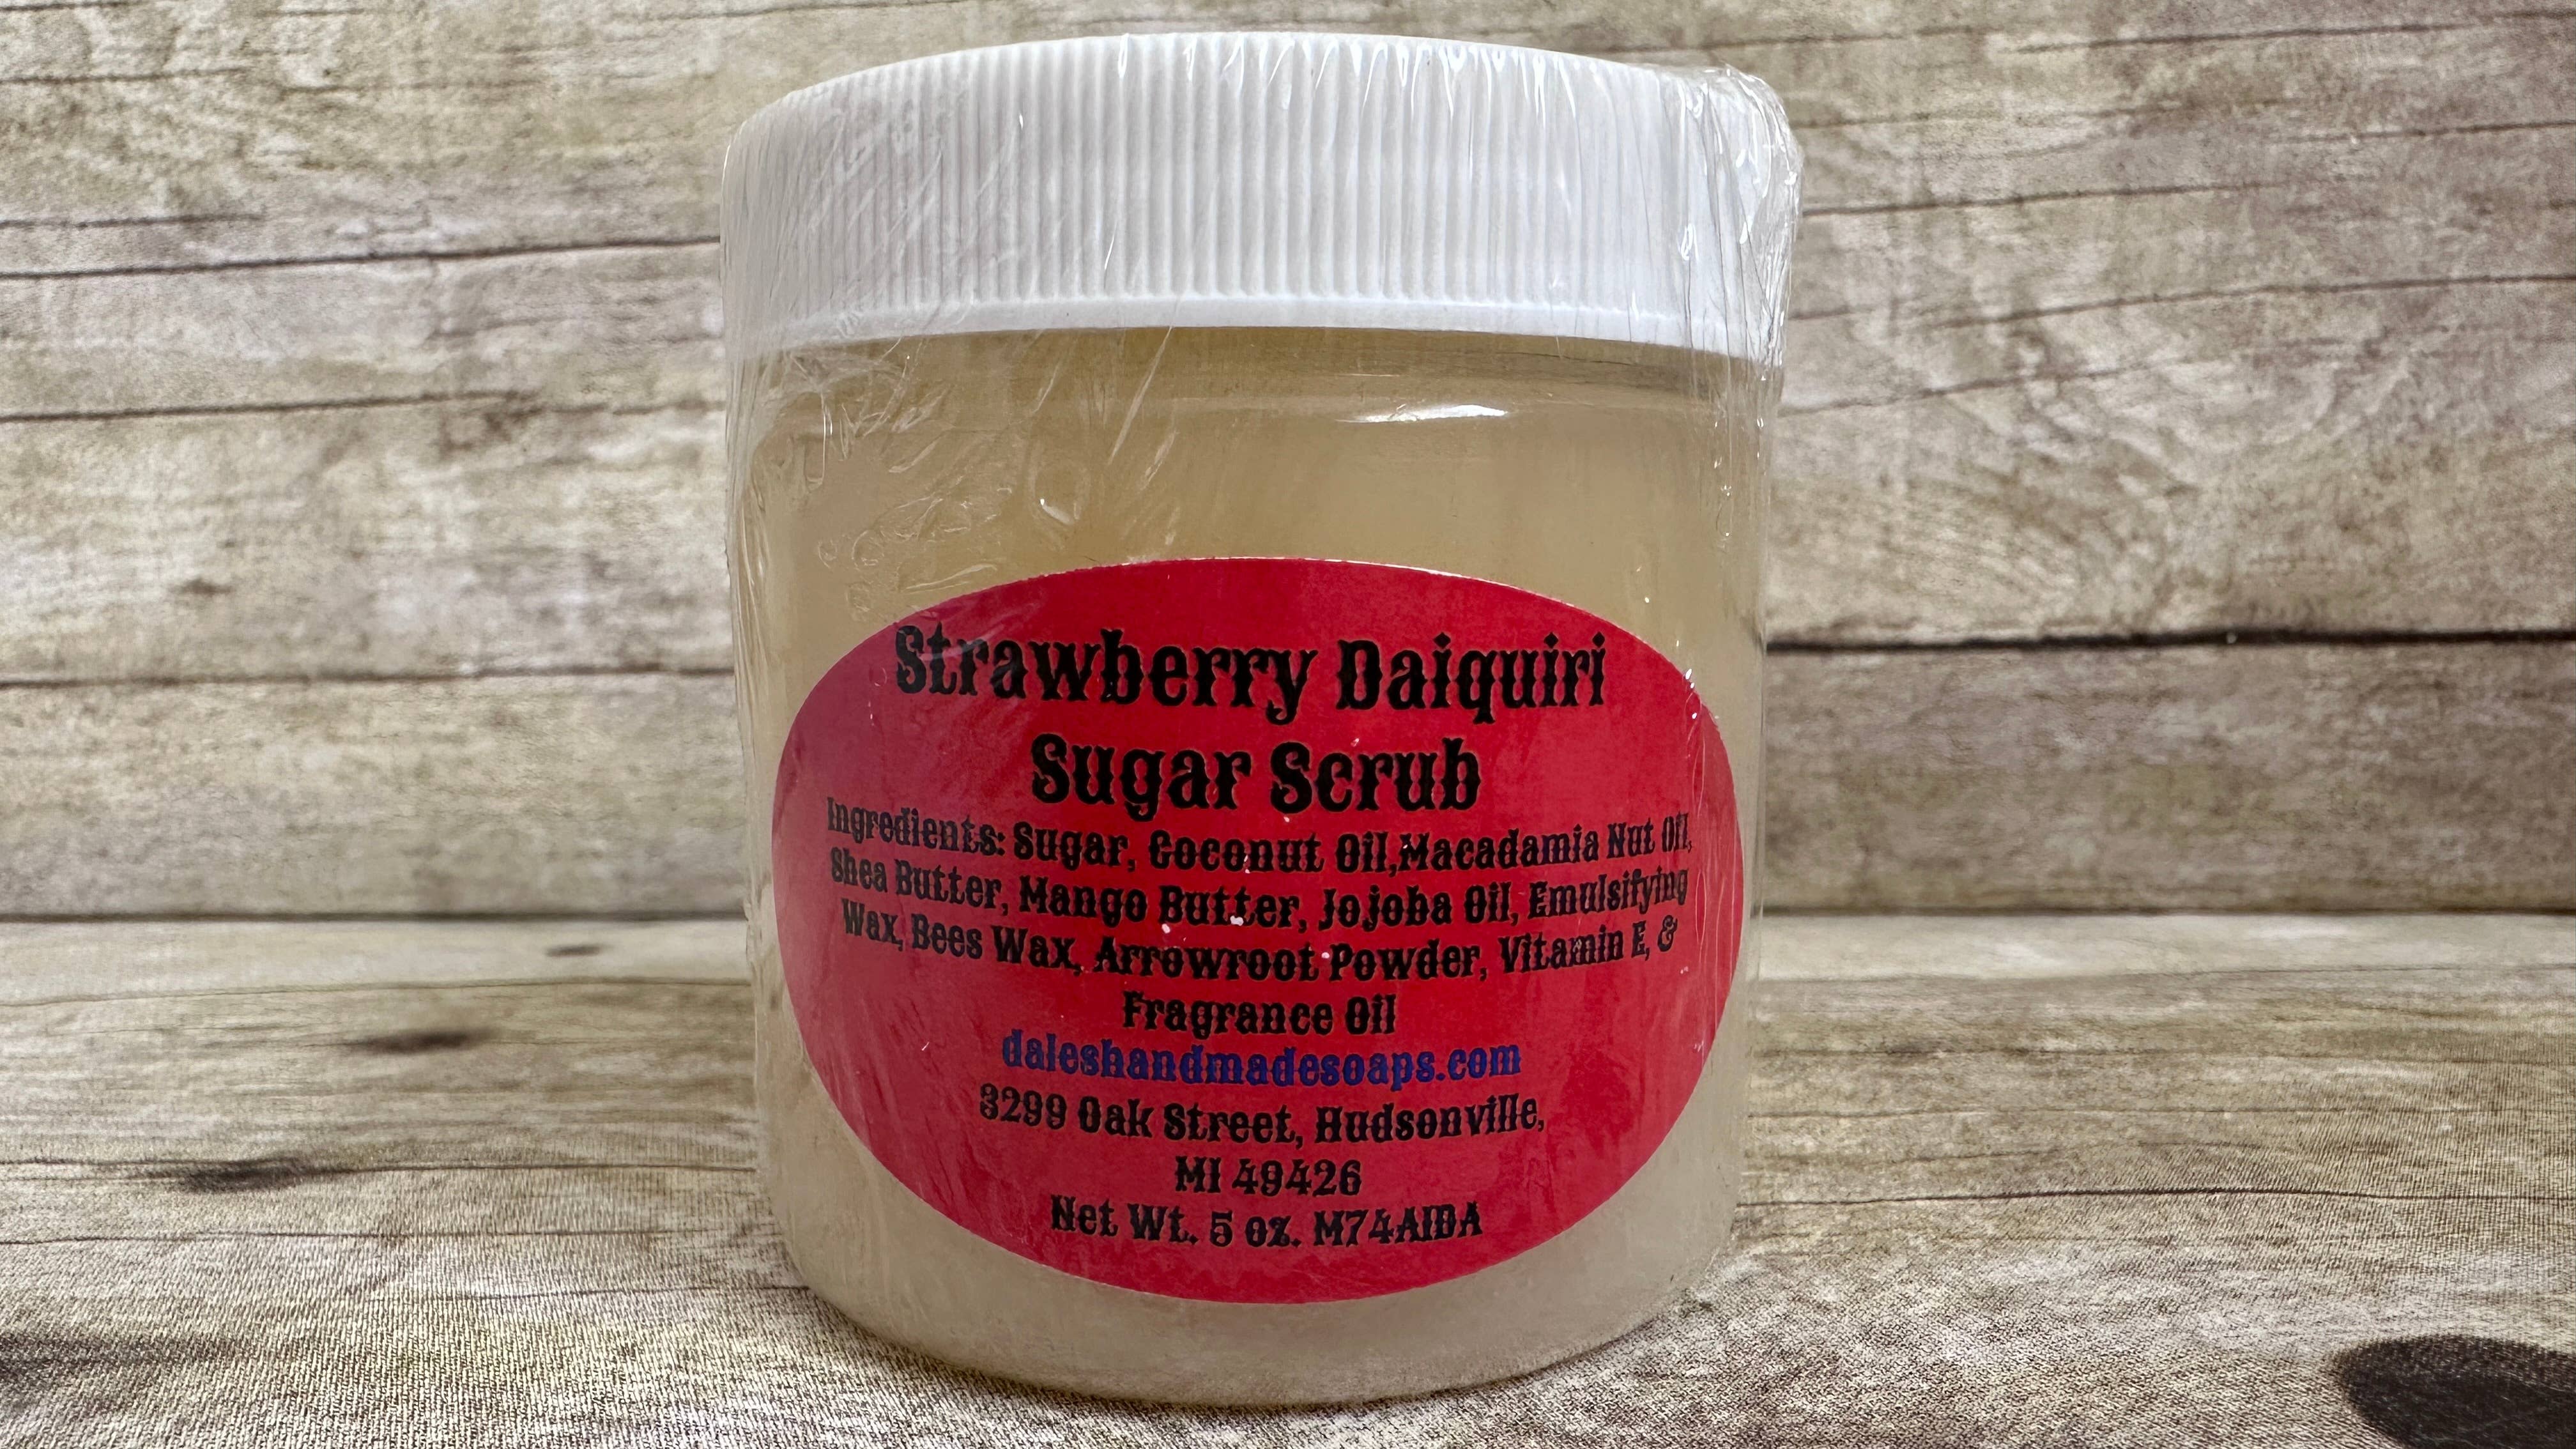 Strawberry Daiquiri
Sugar Scrub
Ingredients: Sugar, Coconut Oil,Macadamia Nut Oil,
Shea Butter, Mango Butter, Jojoba Oil, Emulsifying
Wax, Bees Wax, Arrowroot Powder, Vitamin E, &
Fragrance Oil
daleshandmadesoaps.com
3299 Oak Street, Hudsonville,
MI 49426
Net Wt. 5 oz. M74AIDA